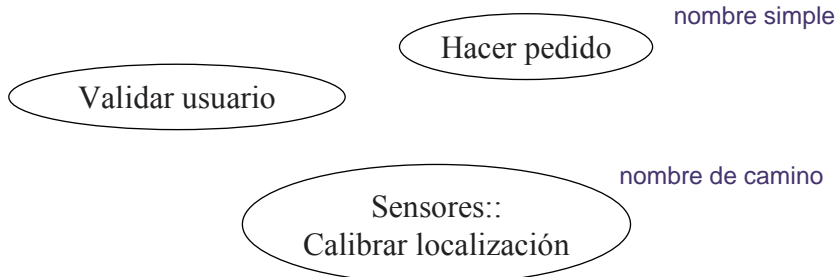 nombre simple
Hacer pedido
Validar usuario
nombre de camino
Sensores::
Calibrar localización